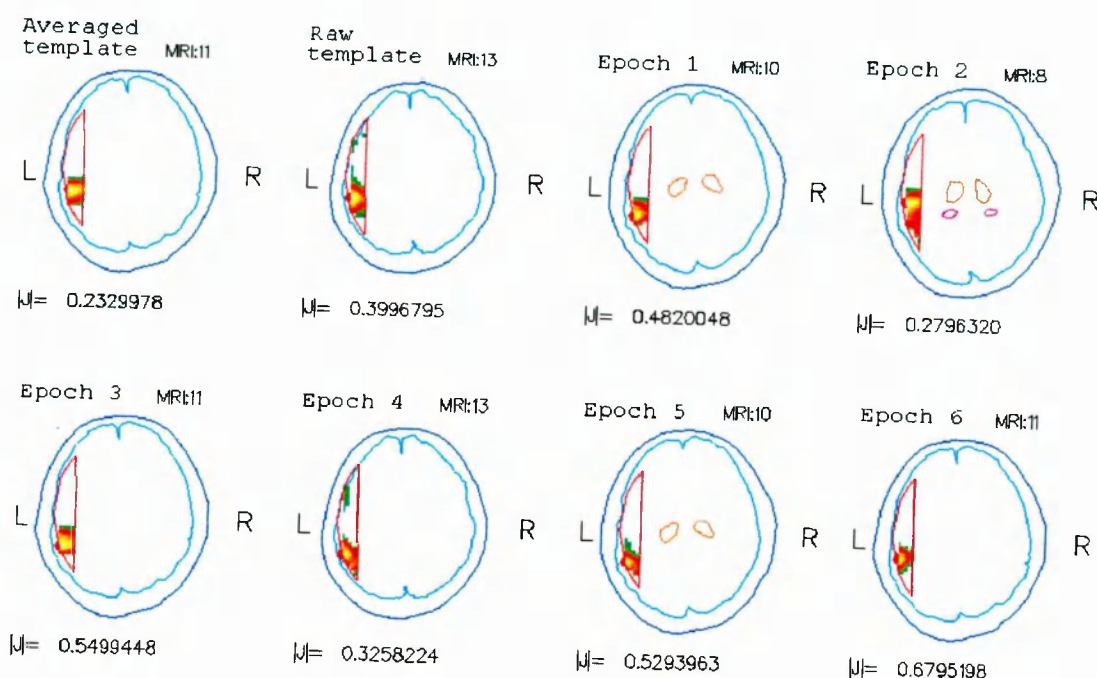 Averaged
template MRI:11
L R
|J|= 0.2329978
Raw
template MRI:13
L R
|J|= 0.3996795
Epoch 1 MRI:10
L R
|J|= 0.4820048
Epoch 2 MRI:8
L R
|J|= 0.2796320
Epoch 3 MRI:11
L R
|J|= 0.5499448
Epoch 4 MRI:13
L R
|J|= 0.3258224
Epoch 5 MRI:10
L R
|J|= 0.5293963
Epoch 6 MRI:11
L R
|J|= 0.6795198